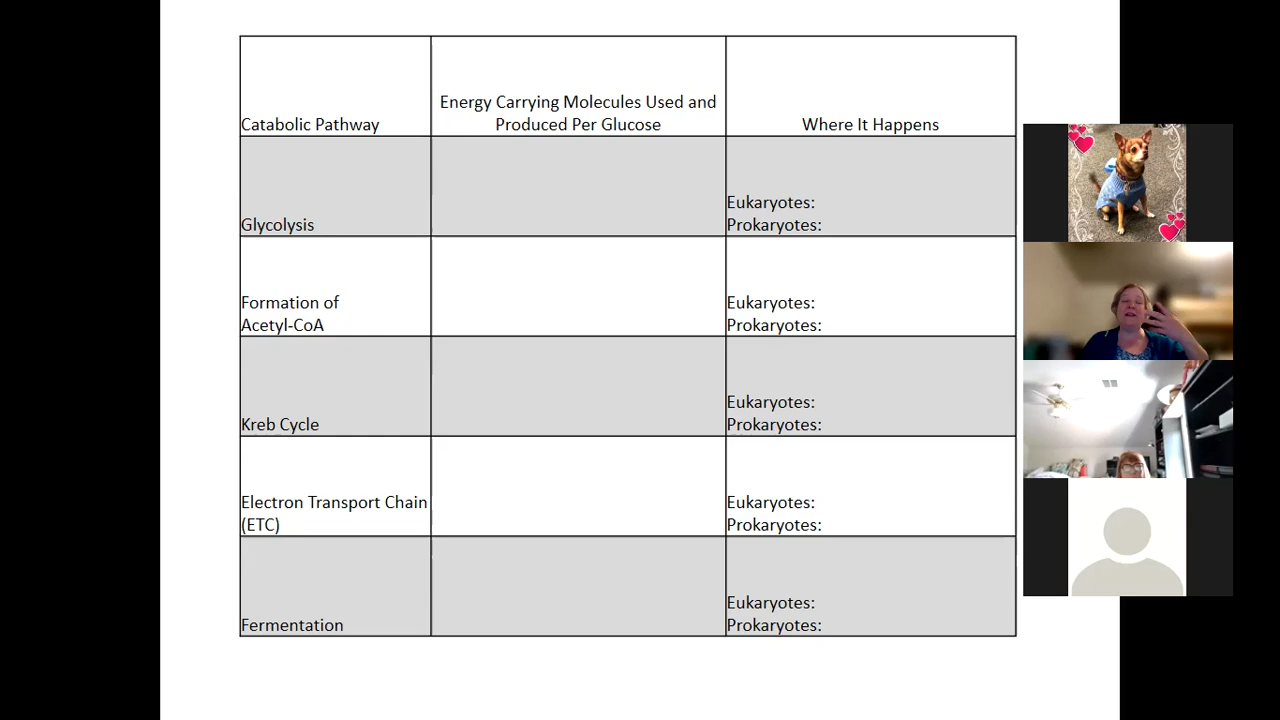 Catabolic Pathway
Energy Carrying Molecules Used and
Produced Per Glucose
Where It Happens
Glycolysis
Eukaryotes:
Prokaryotes:
Formation of
Acetyl-CoA
Eukaryotes:
Prokaryotes:
Kreb Cycle
Eukaryotes:
Prokaryotes:
Electron Transport Chain
(ETC)
Eukaryotes:
Prokaryotes:
Fermentation
Eukaryotes:
Prokaryotes: